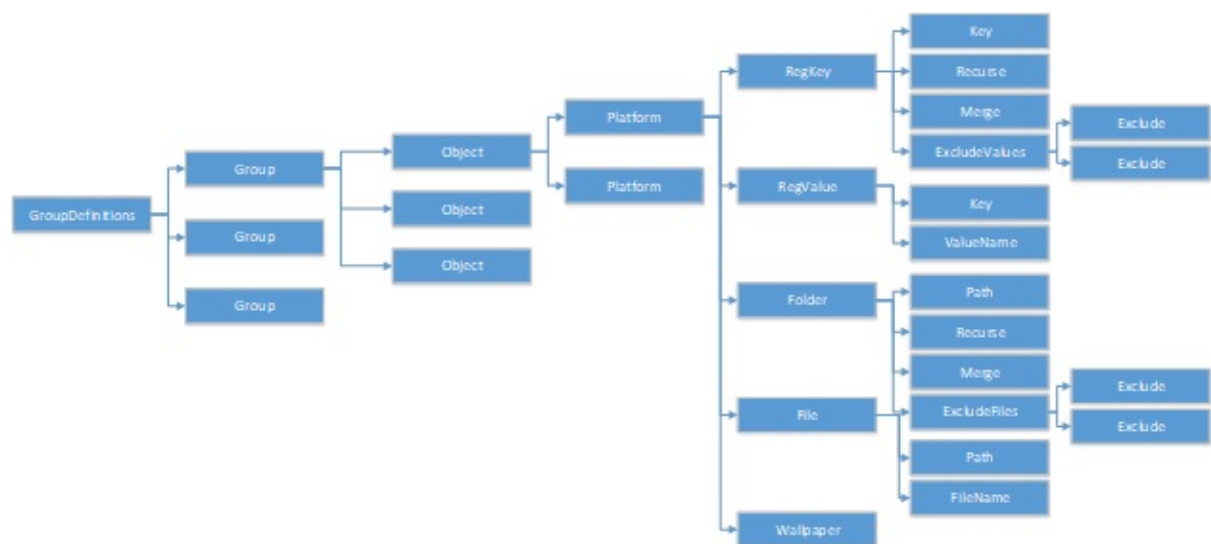 GroupDefinitions
Group
Group
Group
Object
Object
Object
Platform
Platform
RegKey
RegValue
Folder
File
Wallpaper
Key
Recurse
Merge
ExcludeValues
Key
ValueName
Path
Recurse
Merge
ExcludeFiles
Path
FileName
Exclude
Exclude
Exclude
Exclude